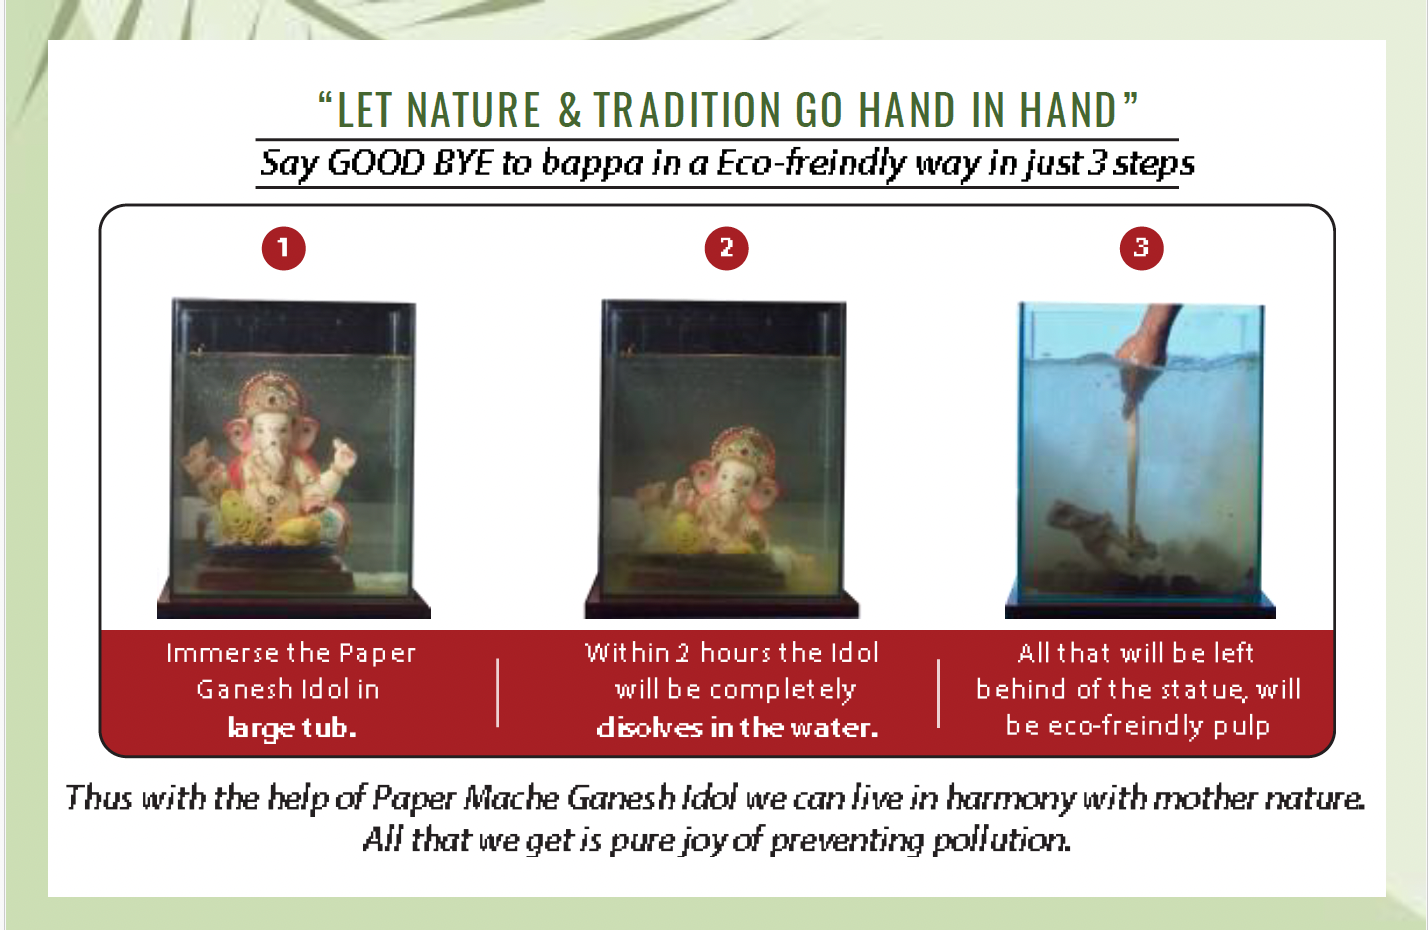 “LET NATURE & TRADITION GO HAND IN HAND”
Say GOOD BYE to bappa in a Eco-freindly way in just 3 steps
1
2
3
Immerse the Paper
Ganesh Idol in
large tub.
Within 2 hours the Idol
will be completely
disolves in the water.
All that will be left
behind of the statue, will
be eco-freindly pulp
Thus with the help of Paper Mache Ganesh Idol we can live in harmony with mother nature.
All that we get is pure joy of preventing pollution.